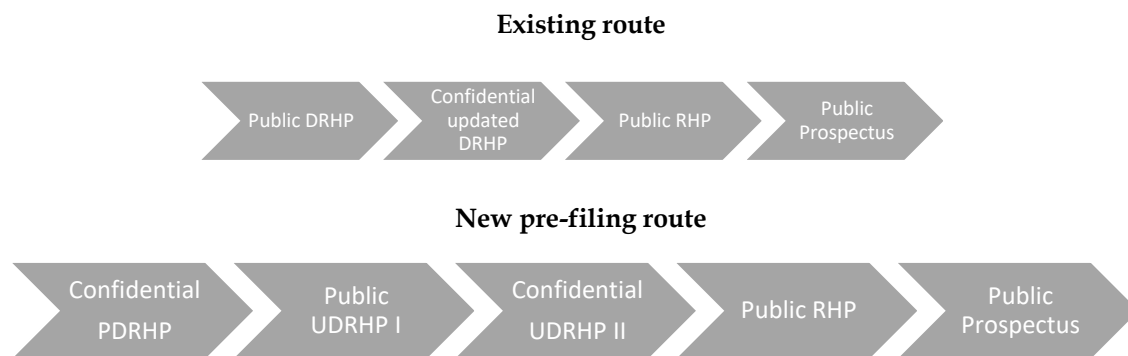 Existing route
Public DRHP
Confidential
updated
DRHP
Public RHP
Public
Prospectus
New pre-filing route
Confidential
PDRHP
Public
UDRHP I
Confidential
UDRHP II
Public RHP
Public
Prospectus